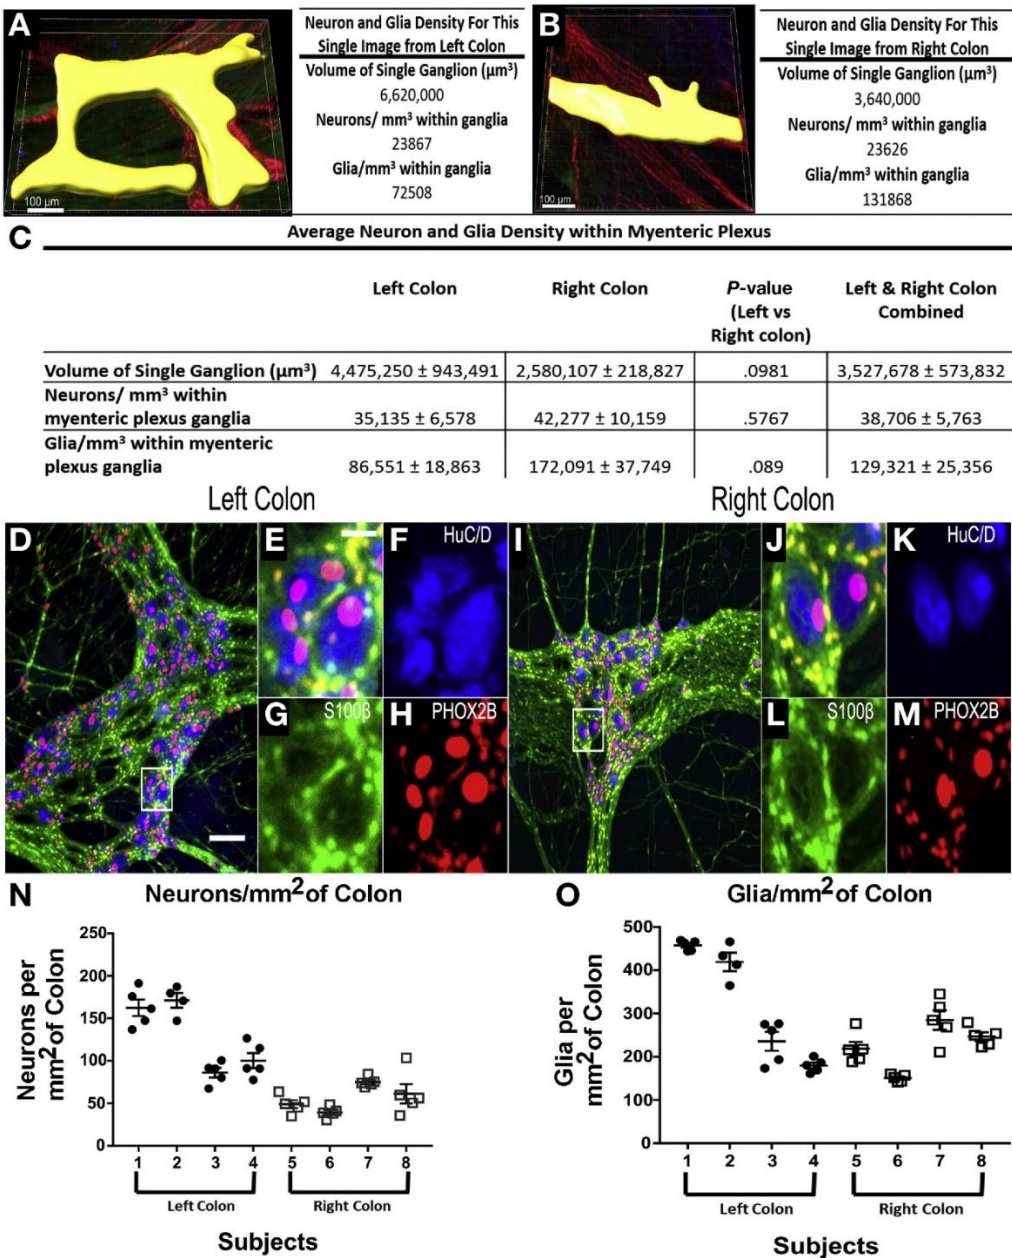 A
100 µm
Neuron and Glia Density For This
Single Image from Left Colon
Volume of Single Ganglion (µm³)
6,620,000
Neurons/ mm³ within ganglia
23867
Glia/mm³ within ganglia
72508
B
100 µm
Neuron and Glia Density For This
Single Image from Right Colon
Volume of Single Ganglion (µm³)
3,640,000
Neurons/ mm³ within ganglia
23626
Glia/mm³ within ganglia
131868
C
Average Neuron and Glia Density within Myenteric Plexus
Left Colon
Right Colon
P-value
(Left vs
Right colon)
Left & Right Colon
Combined
Volume of Single Ganglion (µm³) 4,475,250 ± 943,491 2,580,107 ± 218,827 .0981 3,527,678 ± 573,832
Neurons/ mm³ within
myenteric plexus ganglia 35,135 ± 6,578 42,277 ± 10,159 .5767 38,706 ± 5,763
Glia/mm³ within myenteric
plexus ganglia 86,551 ± 18,863 172,091 ± 37,749 .089 129,321 ± 25,356
Left Colon
Right Colon
D
E
F HuC/D
G S100β
H PHOX2B
I
J
K HuC/D
L S100β
M PHOX2B
N
Neurons/mm² of Colon
Neurons per
mm² of Colon
250
200
150
100
50
0
1 2 3 4 5 6 7 8
Left Colon Right Colon
Subjects
O
Glia/mm² of Colon
Glia per
mm² of Colon
500
400
300
200
100
0
1 2 3 4 5 6 7 8
Left Colon Right Colon
Subjects